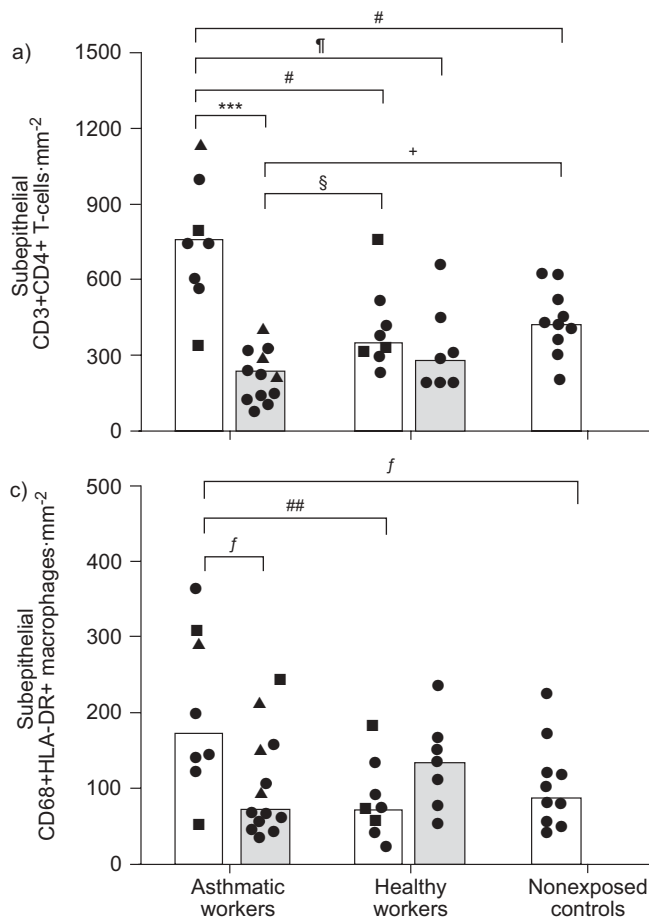 a)
#
¶
#
***
+
§
1500
1200
900
600
300
0
Subepithelial
CD3+CD4+ T-cells·mm-2
c)
ƒ
##
ƒ
500
400
300
200
100
0
Subepithelial
CD68+HLA-DR+ macrophages·mm-2
Asthmatic
workers
Healthy
workers
Nonexposed
controls